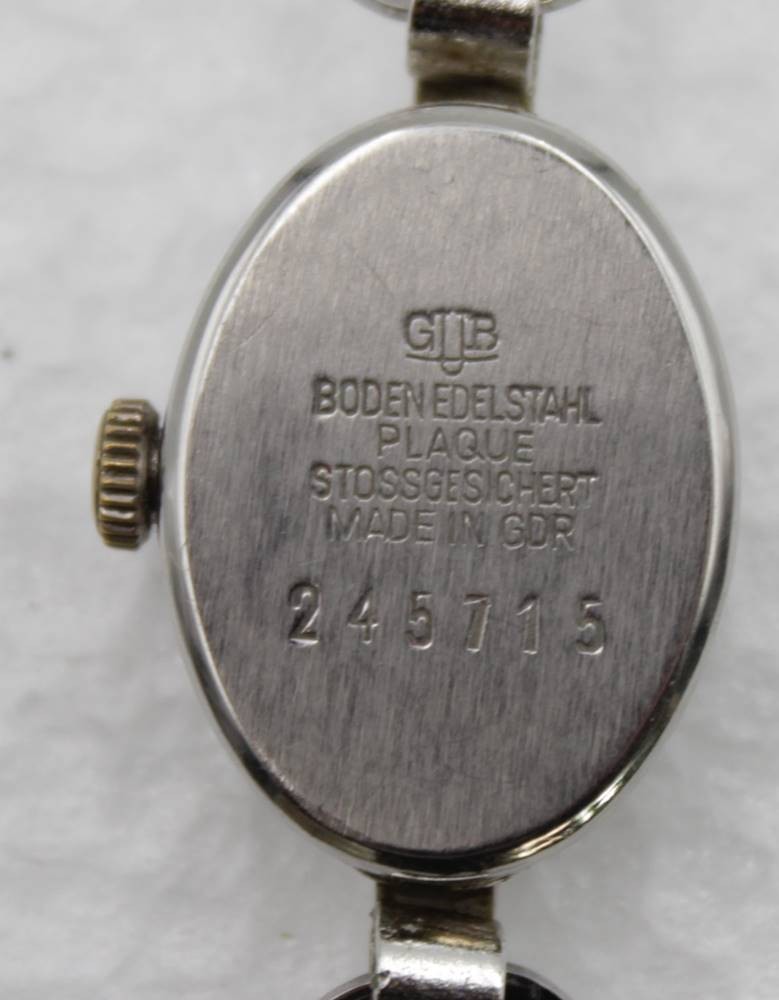 GUB
BODEN EDELSTAHL
PLAQUE
STOSSGESICHERT
MADE IN GDR
245715